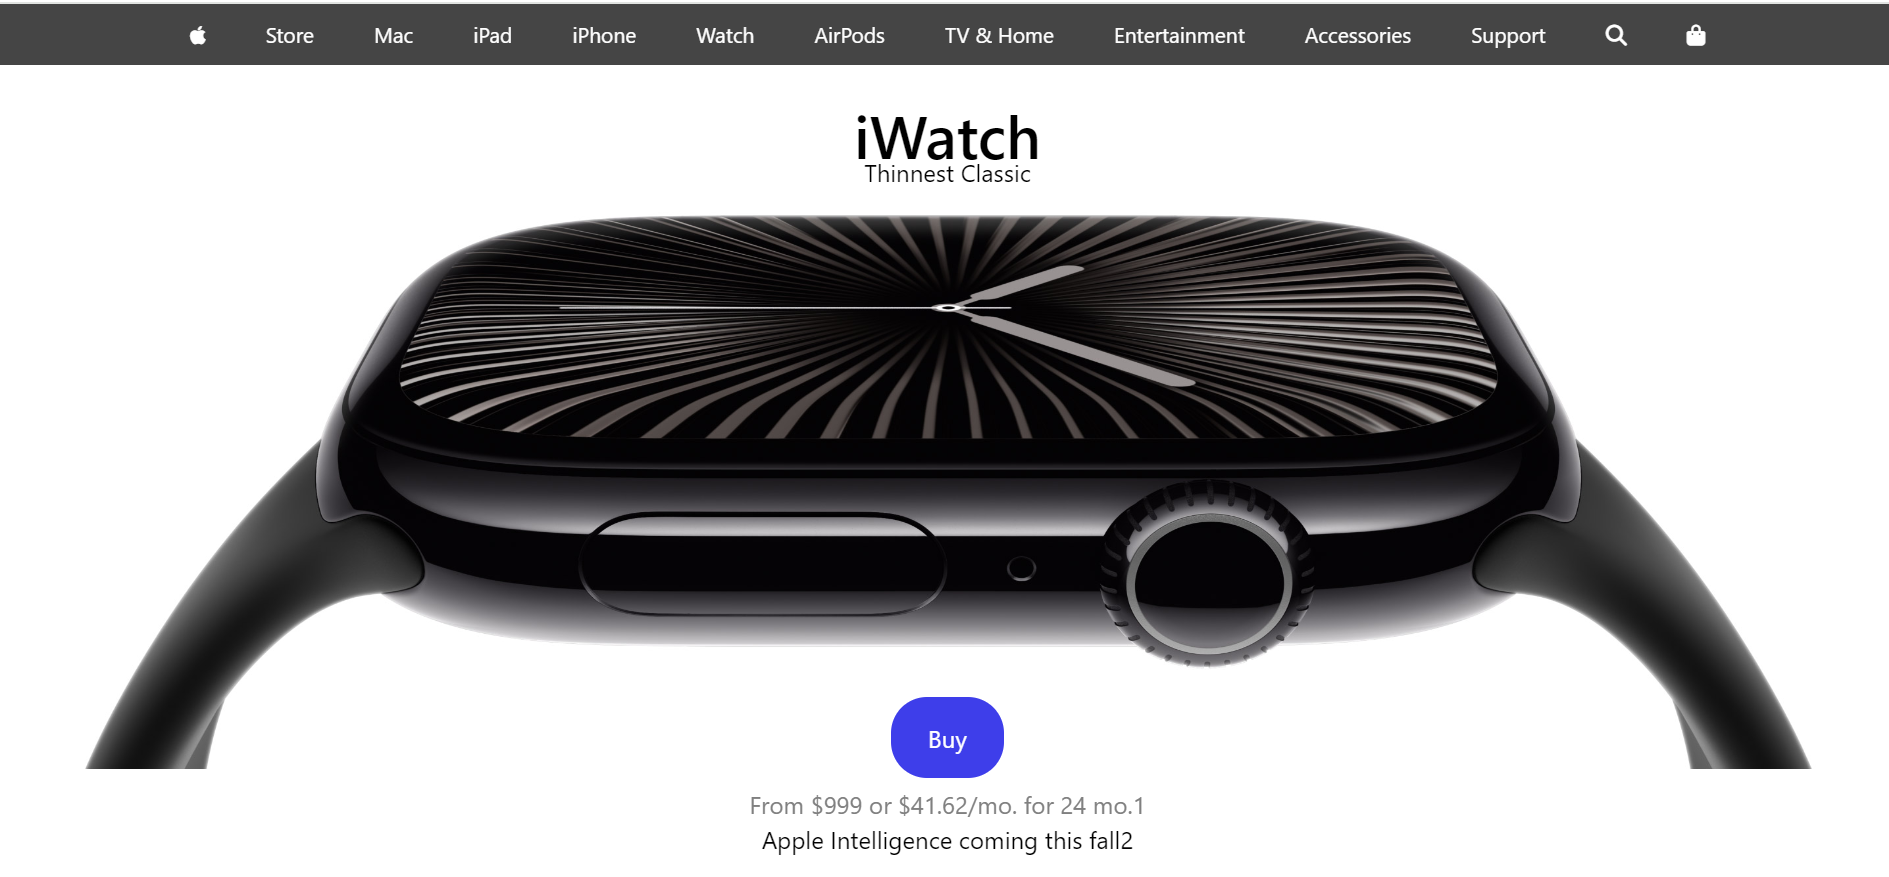 Store Mac iPad iPhone Watch AirPods TV & Home Entertainment Accessories Support
iWatch
Thinnest Classic
Buy
From $999 or $41.62/mo. for 24 mo.1
Apple Intelligence coming this fall2